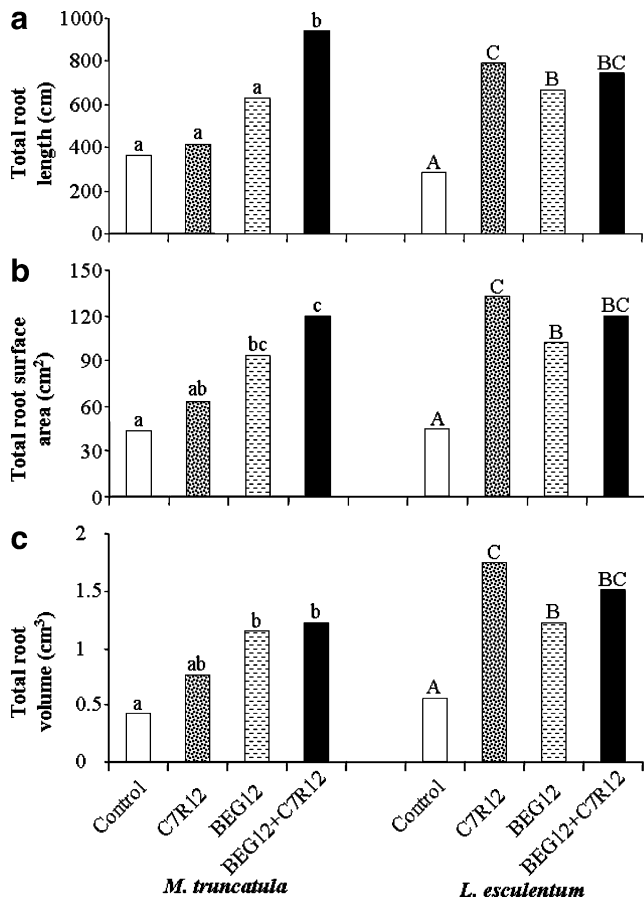 a
Total root
length (cm)
1000
800
600
400
200
0
a
a
a
b
A
C
B
BC
b
Total root surface
area (cm²)
150
120
90
60
30
0
a
ab
bc
c
A
C
B
BC
c
Total root
volume (cm³)
2
1.5
1
0.5
0
a
ab
b
b
A
C
B
BC
Control
C7R12
BEG12
BEG12+C7R12
Control
C7R12
BEG12
BEG12+C7R12
M. truncatula
L. esculentum